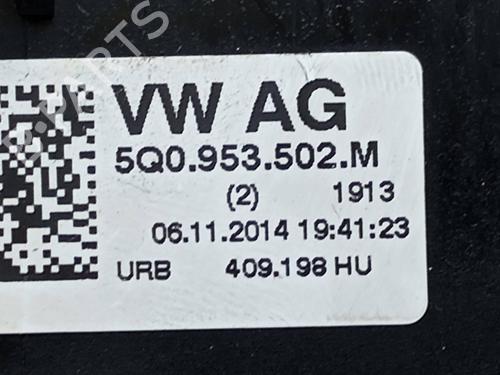 VW AG
5Q0.953.502.M
(2) 1913
06.11.2014 19:41:23
URB 409.198 HU